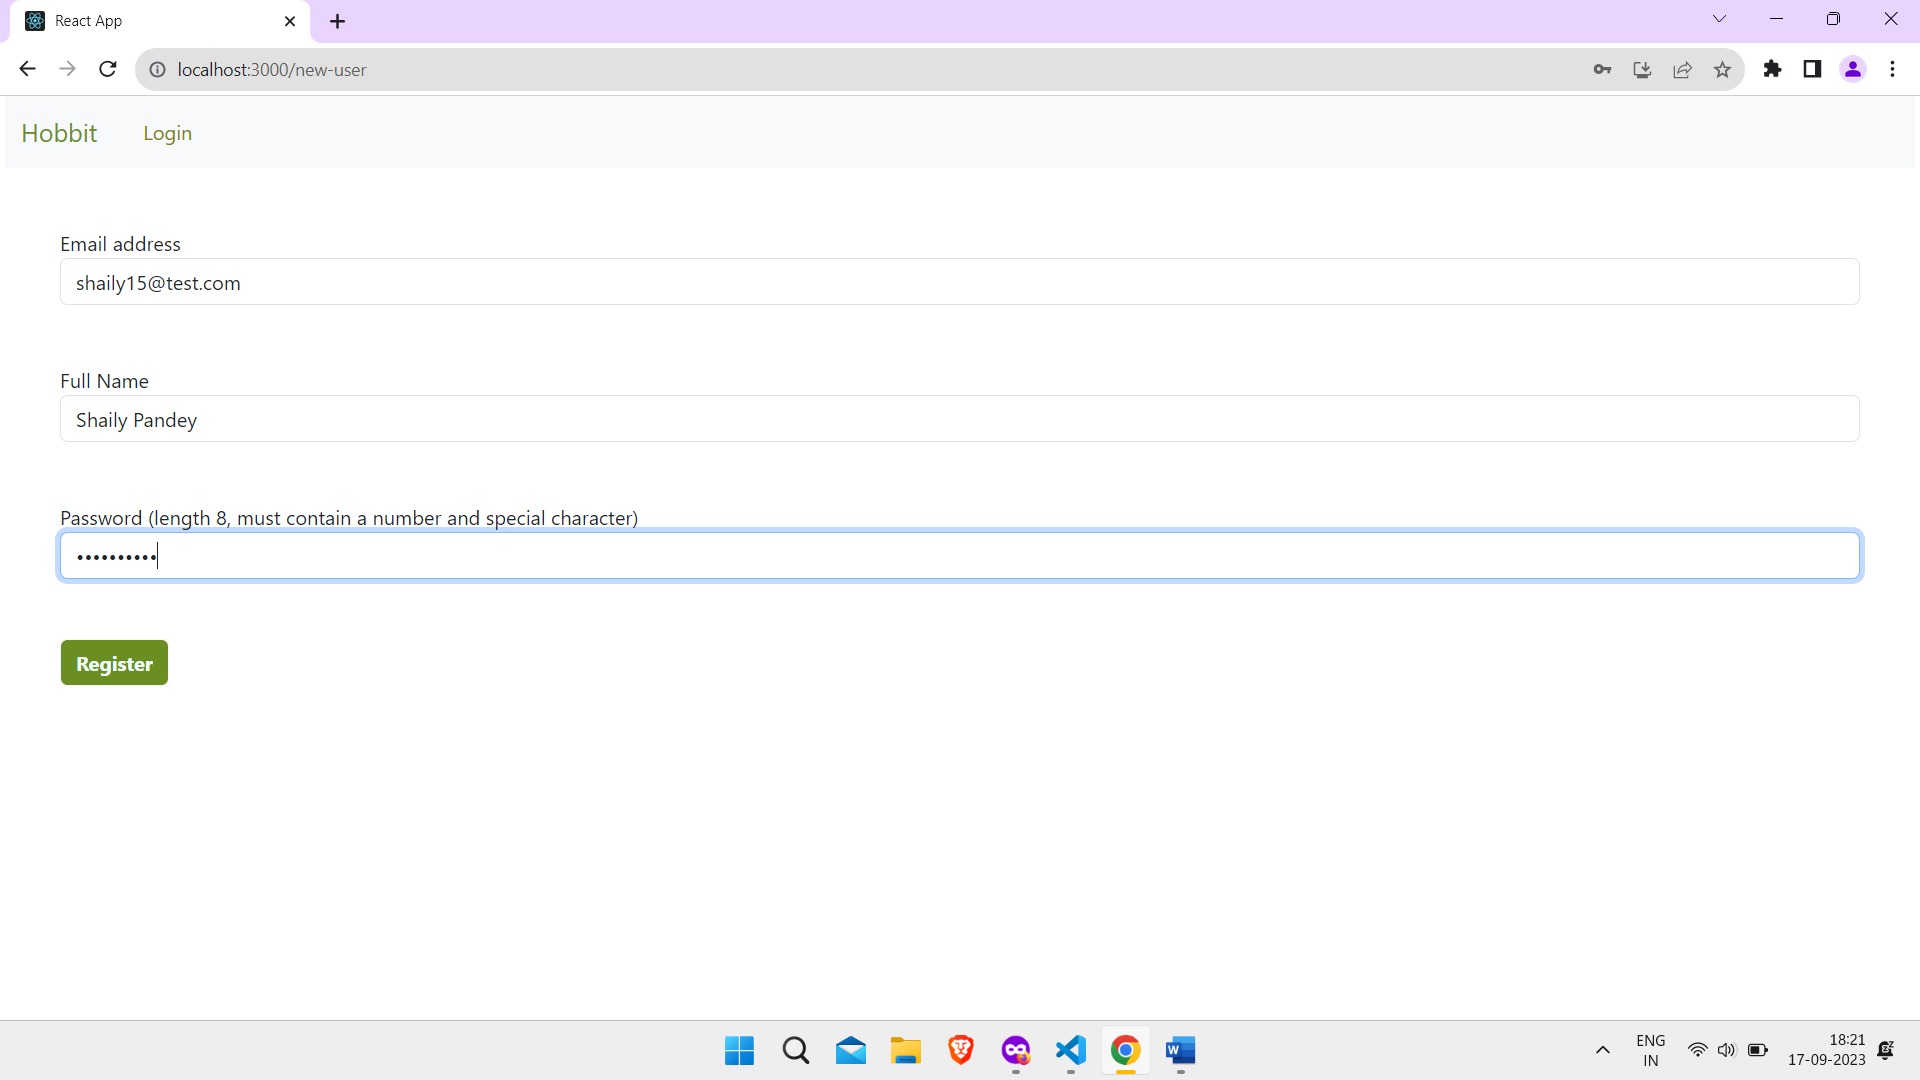 React App
localhost:3000/new-user
Hobbit Login
Email address
shaily15@test.com
Full Name
Shaily Pandey
Password (length 8, must contain a number and special character)
••••••••••
Register
ENG
IN
18:21
17-09-2023